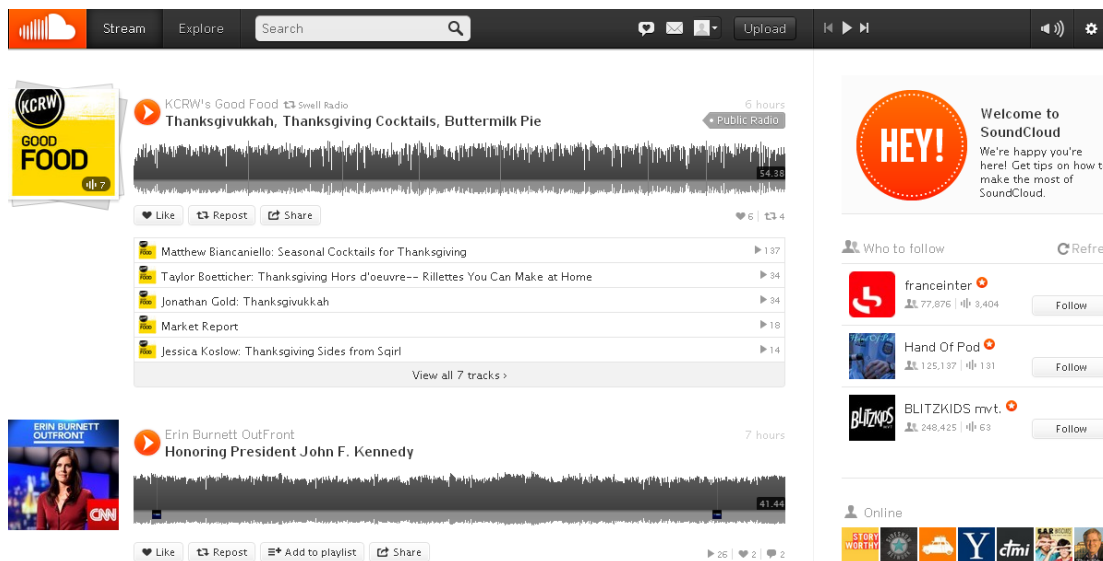 Stream Explore Search Upload
KCRW
GOOD
FOOD
7
KCRW's Good Food Swell Radio 6 hours
Thanksgivukkah, Thanksgiving Cocktails, Buttermilk Pie Public Radio
54.38
Like Repost Share 6 4
Matthew Biancaniello: Seasonal Cocktails for Thanksgiving 137
Taylor Boetticher: Thanksgiving Hors d'oeuvre-- Rillettes You Can Make at Home 34
Jonathan Gold: Thanksgivukkah 34
Market Report 18
Jessica Koslow: Thanksgiving Sides from Sqirl 14
View all 7 tracks ›
ERIN BURNETT
OUTFRONT
CNN
Erin Burnett OutFront 7 hours
Honoring President John F. Kennedy
41.44
Like Repost Add to playlist Share 26 2 2
HEY!
Welcome to
SoundCloud
We're happy you're
here! Get tips on how t
make the most of
SoundCloud.
Who to follow Refre
franceinter
77,876 3,404 Follow
Hand Of Pod
125,137 131 Follow
BLITZKIDS
BLITZKIDS mvt.
248,425 63 Follow
Online
STORY
WORTHY
Y
ctmi